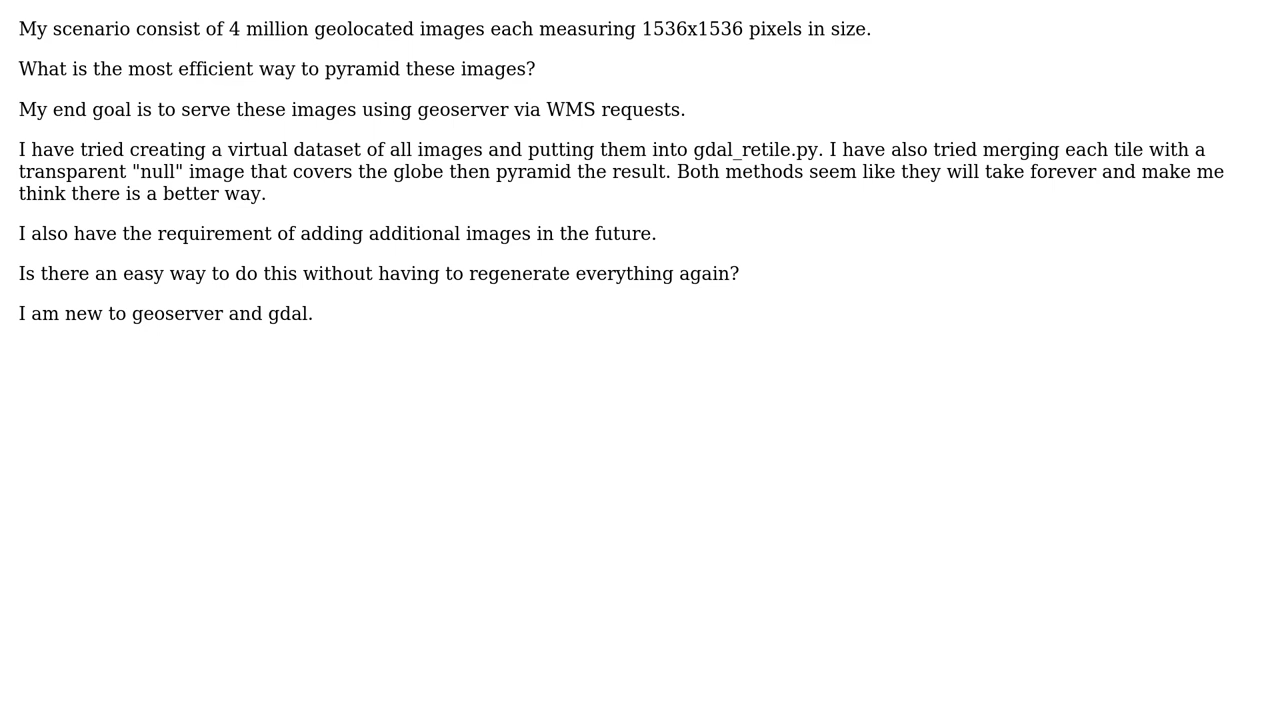 My scenario consist of 4 million geolocated images each measuring 1536x1536 pixels in size.
What is the most efficient way to pyramid these images?
My end goal is to serve these images using geoserver via WMS requests.
I have tried creating a virtual dataset of all images and putting them into gdal_retile.py. I have also tried merging each tile with a
transparent "null" image that covers the globe then pyramid the result. Both methods seem like they will take forever and make me
think there is a better way.
I also have the requirement of adding additional images in the future.
Is there an easy way to do this without having to regenerate everything again?
I am new to geoserver and gdal.